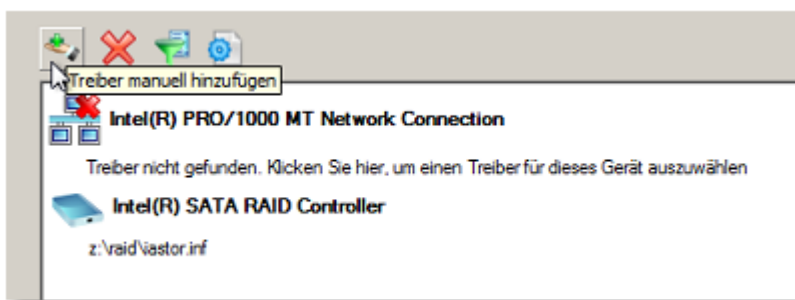 Treiber manuell hinzufügen
Intel(R) PRO/1000 MT Network Connection
Treiber nicht gefunden. Klicken Sie hier, um einen Treiber für dieses Gerät auszuwählen
Intel(R) SATA RAID Controller
z:\raid\iastor.inf